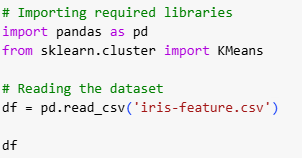 # Importing required libraries
import pandas as pd
from sklearn.cluster import KMeans
# Reading the dataset
df = pd.read_csv('iris-feature.csv')
df